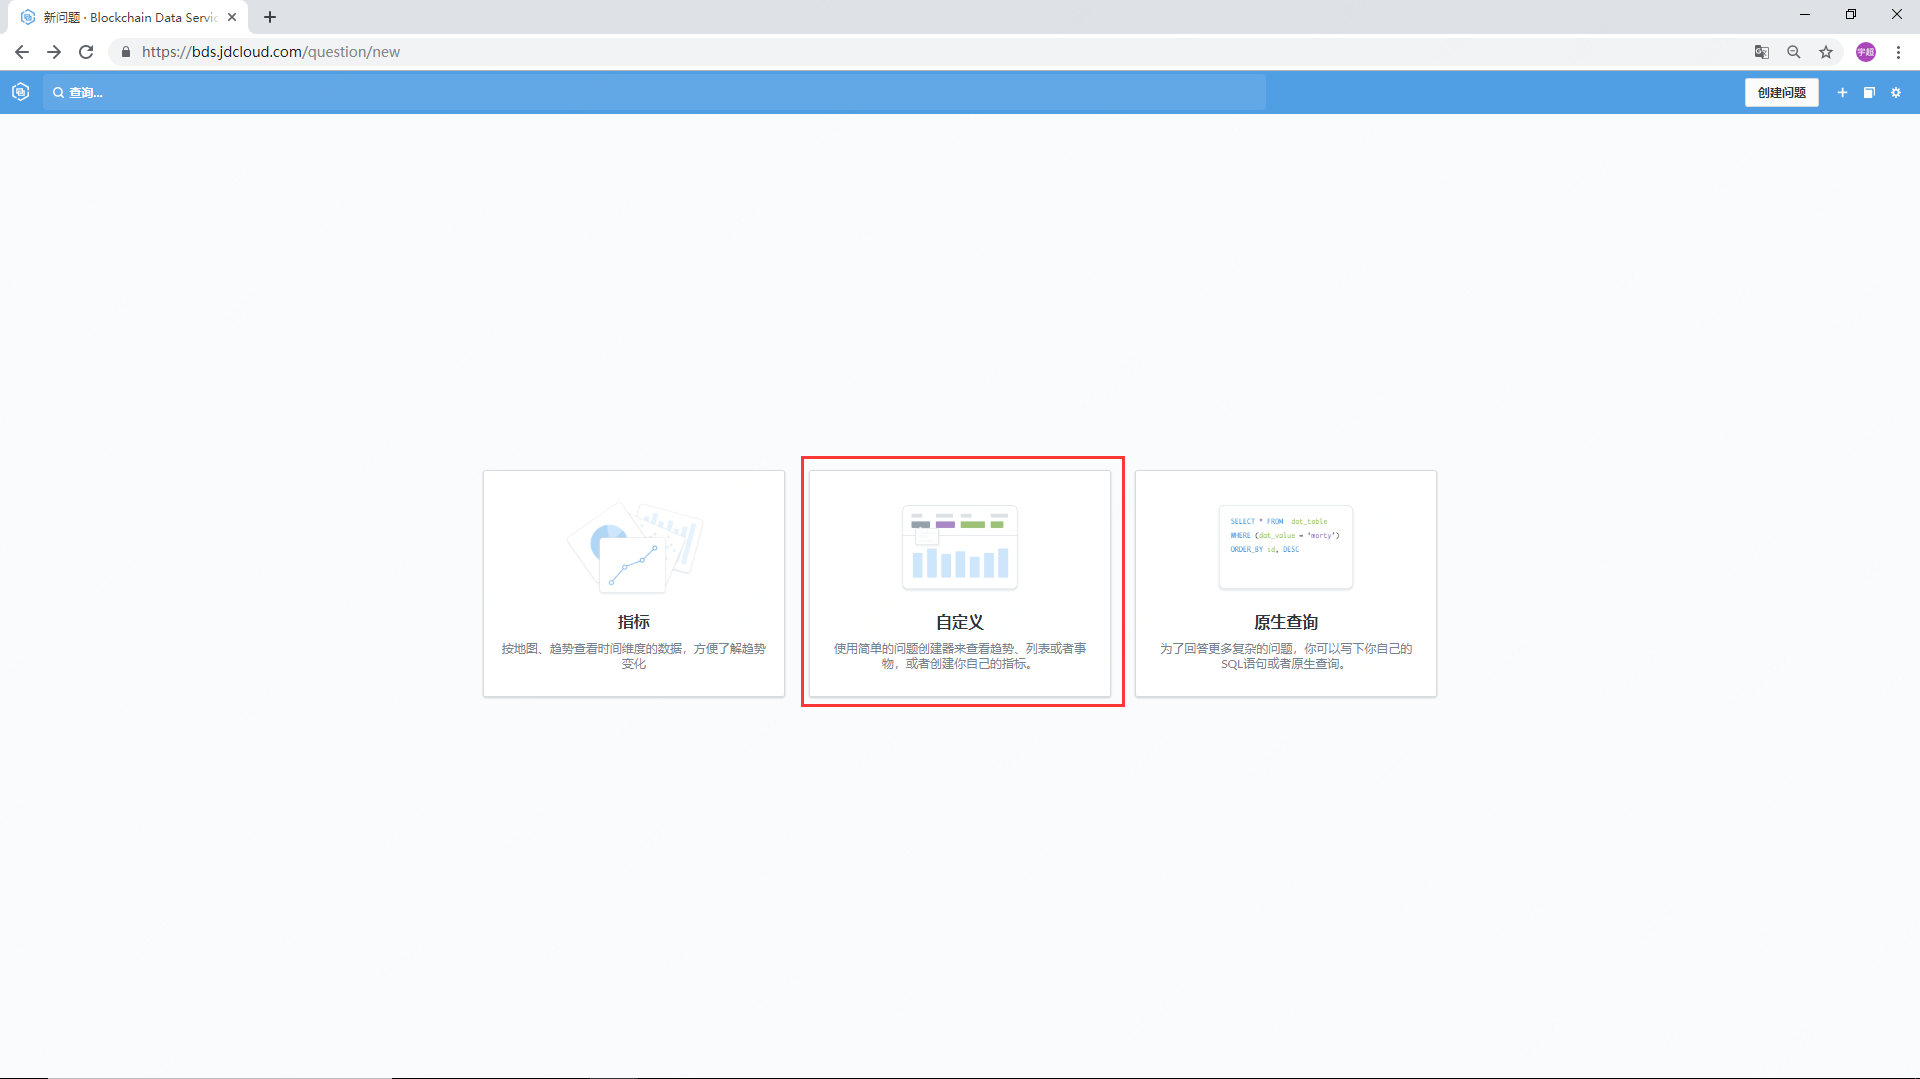 新问题 · Blockchain Data Servic
https://bds.jdcloud.com/question/new
宇超
查询...
创建问题
指标
按地图、趋势查看时间维度的数据，方便了解趋势
变化
自定义
使用简单的问题创建器来查看趋势、列表或者事
物，或者创建你自己的指标。
SELECT * FROM dot_table
WHERE (dot_value = 'marty')
ORDER_BY id, DESC
原生查询
为了回答更多复杂的问题，你可以写下你自己的
SQL语句或者原生查询。